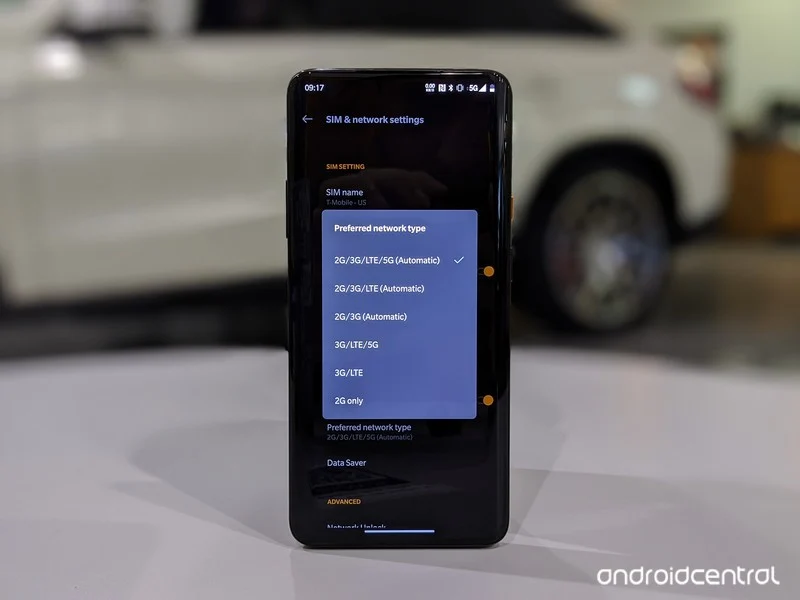 09:17
0.00 5G
SIM & network settings
SIM SETTING
SIM name
T-Mobile - US
Preferred network type
2G/3G/LTE/5G (Automatic)
2G/3G/LTE (Automatic)
2G/3G (Automatic)
3G/LTE/5G
3G/LTE
2G only
Preferred network type
2G/3G/LTE/5G (Automatic)
Data Saver
ADVANCED
Network Unlock
androidcentral